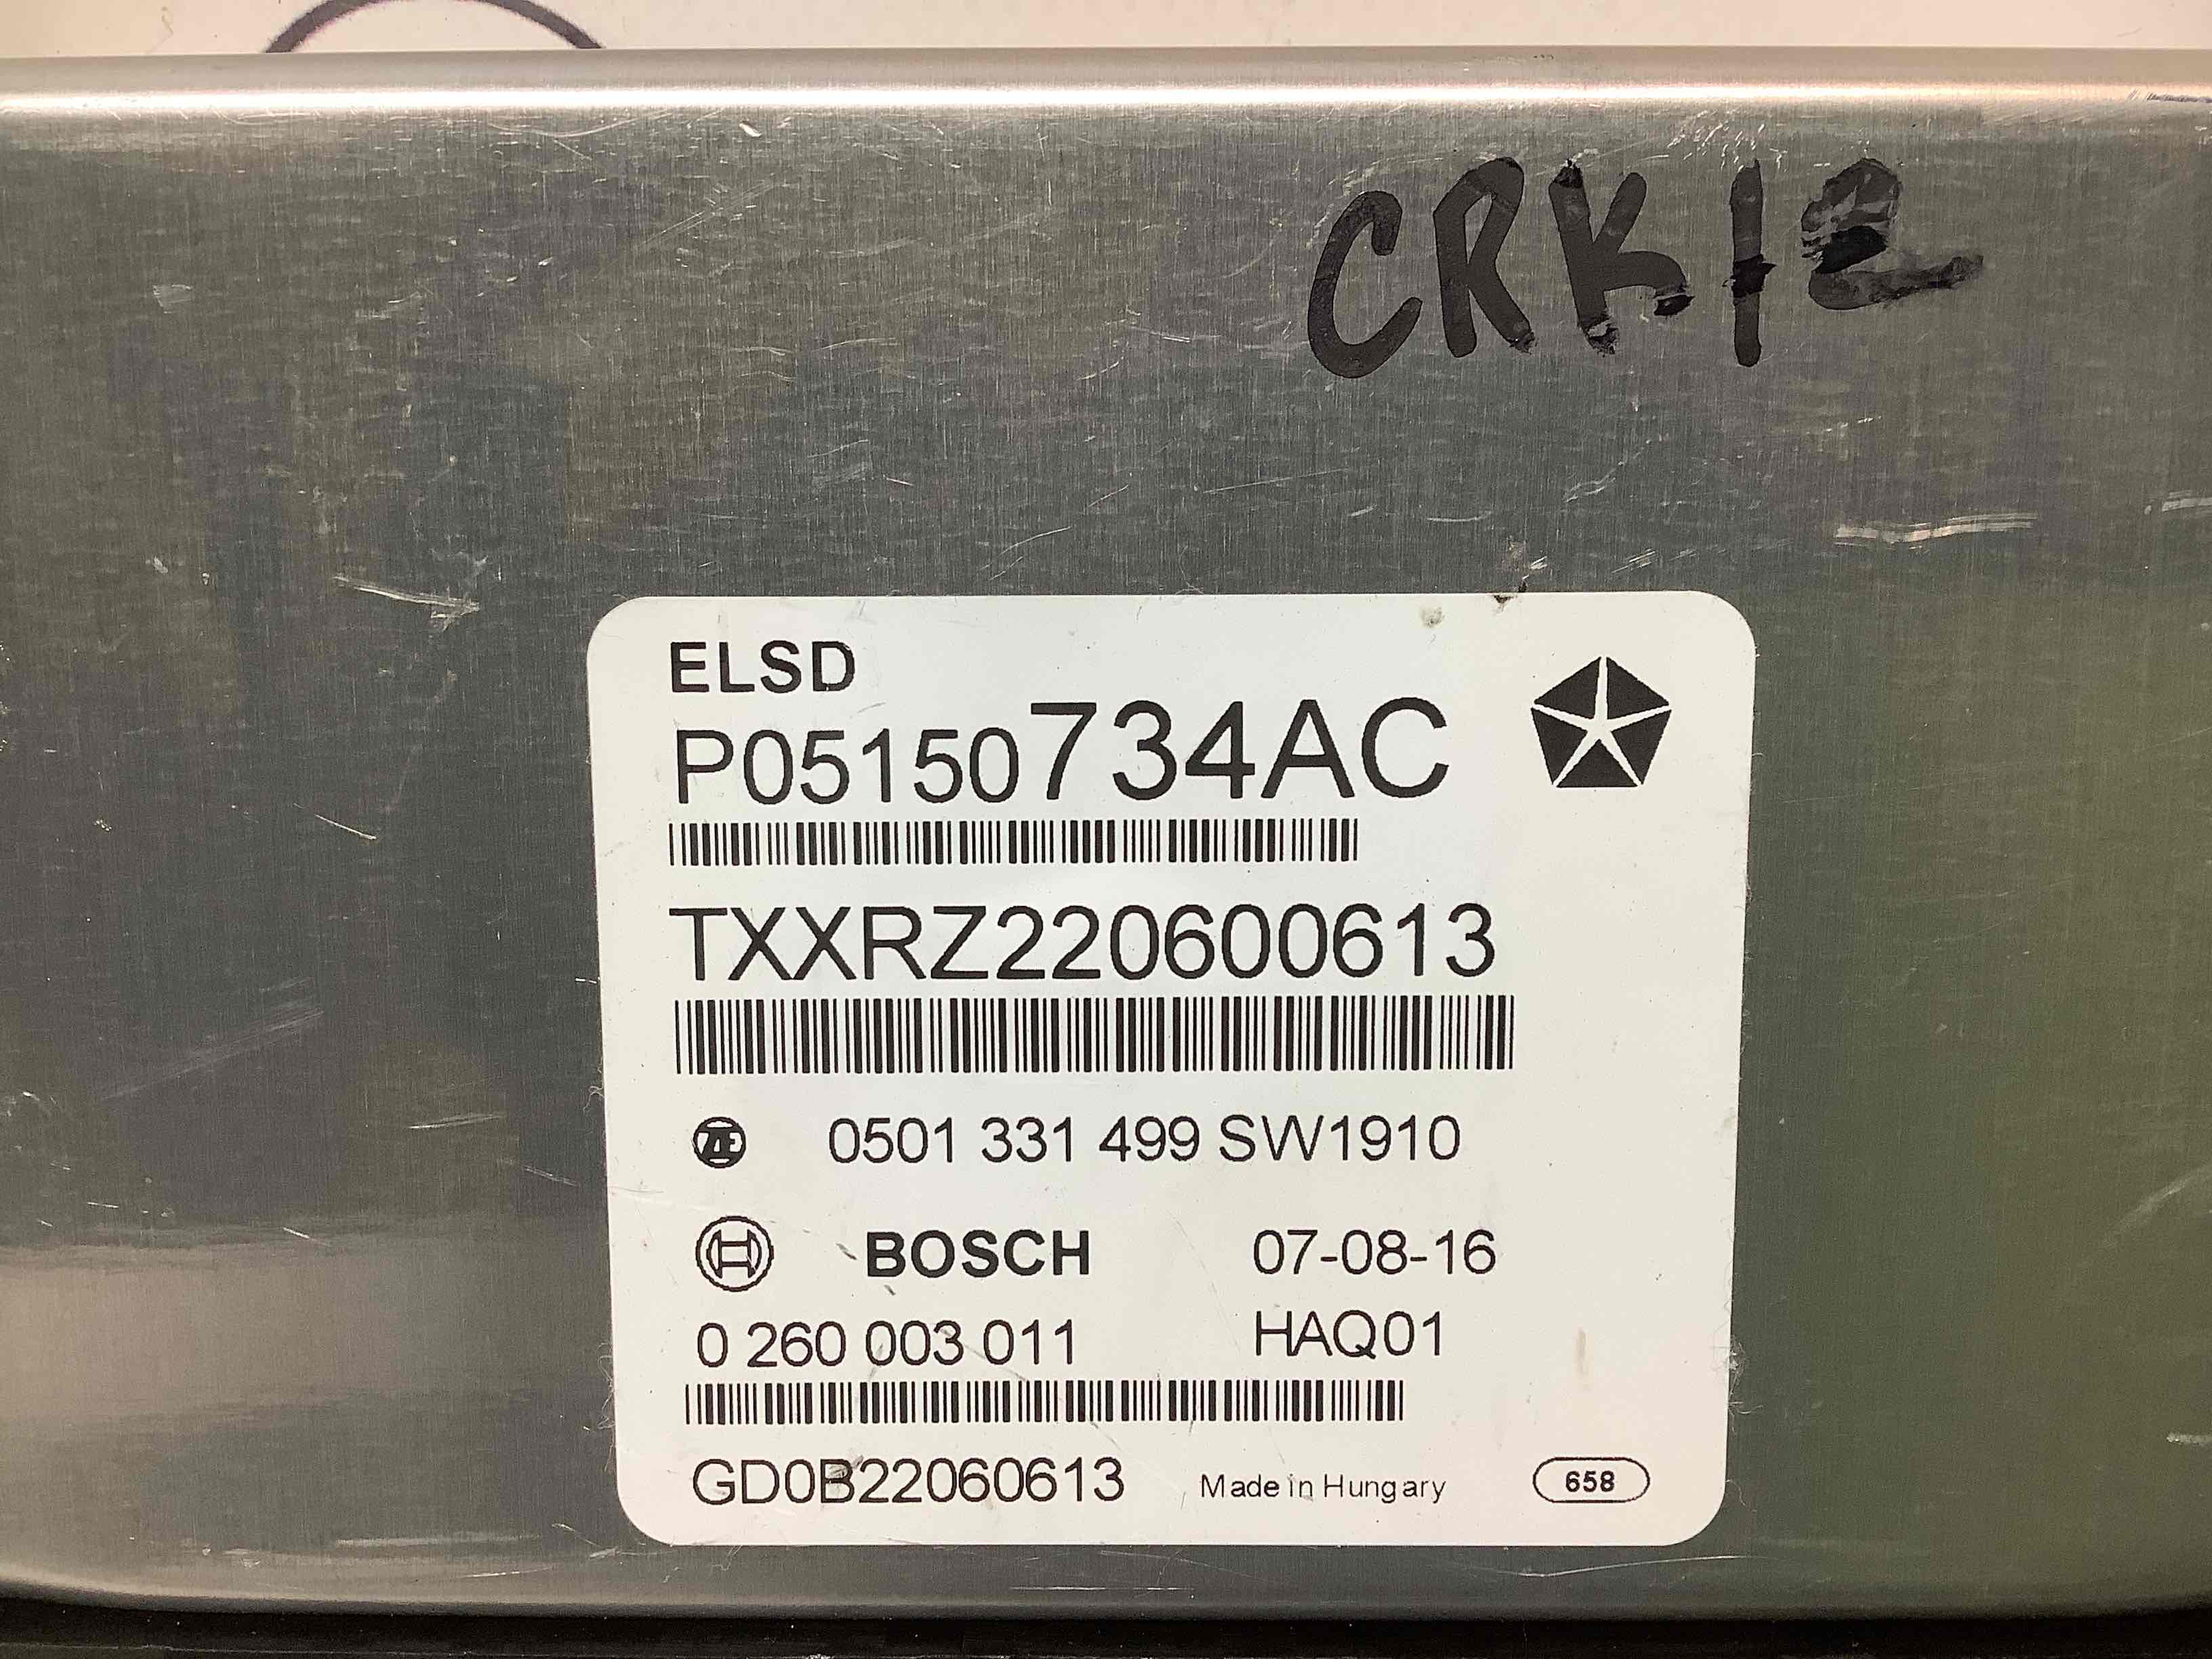 CRK12
ELSD
P05150734AC
TXXRZ220600613
ZF 0501 331 499 SW1910
BOSCH 07-08-16
0 260 003 011 HAQ01
GD0B22060613 Made in Hungary 658